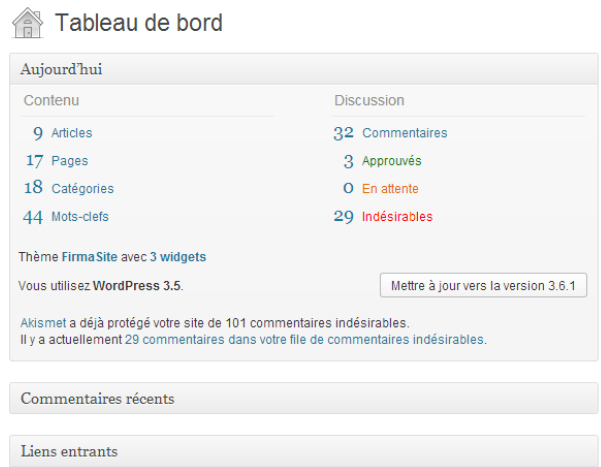 Tableau de bord
Aujourd'hui
Contenu
9 Articles
17 Pages
18 Catégories
44 Mots-clefs
Discussion
32 Commentaires
3 Approuvés
0 En attente
29 Indésirables
Thème FirmaSite avec 3 widgets
Vous utilisez WordPress 3.5.
Mettre à jour vers la version 3.6.1
Akismet a déjà protégé votre site de 101 commentaires indésirables.
Il y a actuellement 29 commentaires dans votre file de commentaires indésirables.
Commentaires récents
Liens entrants